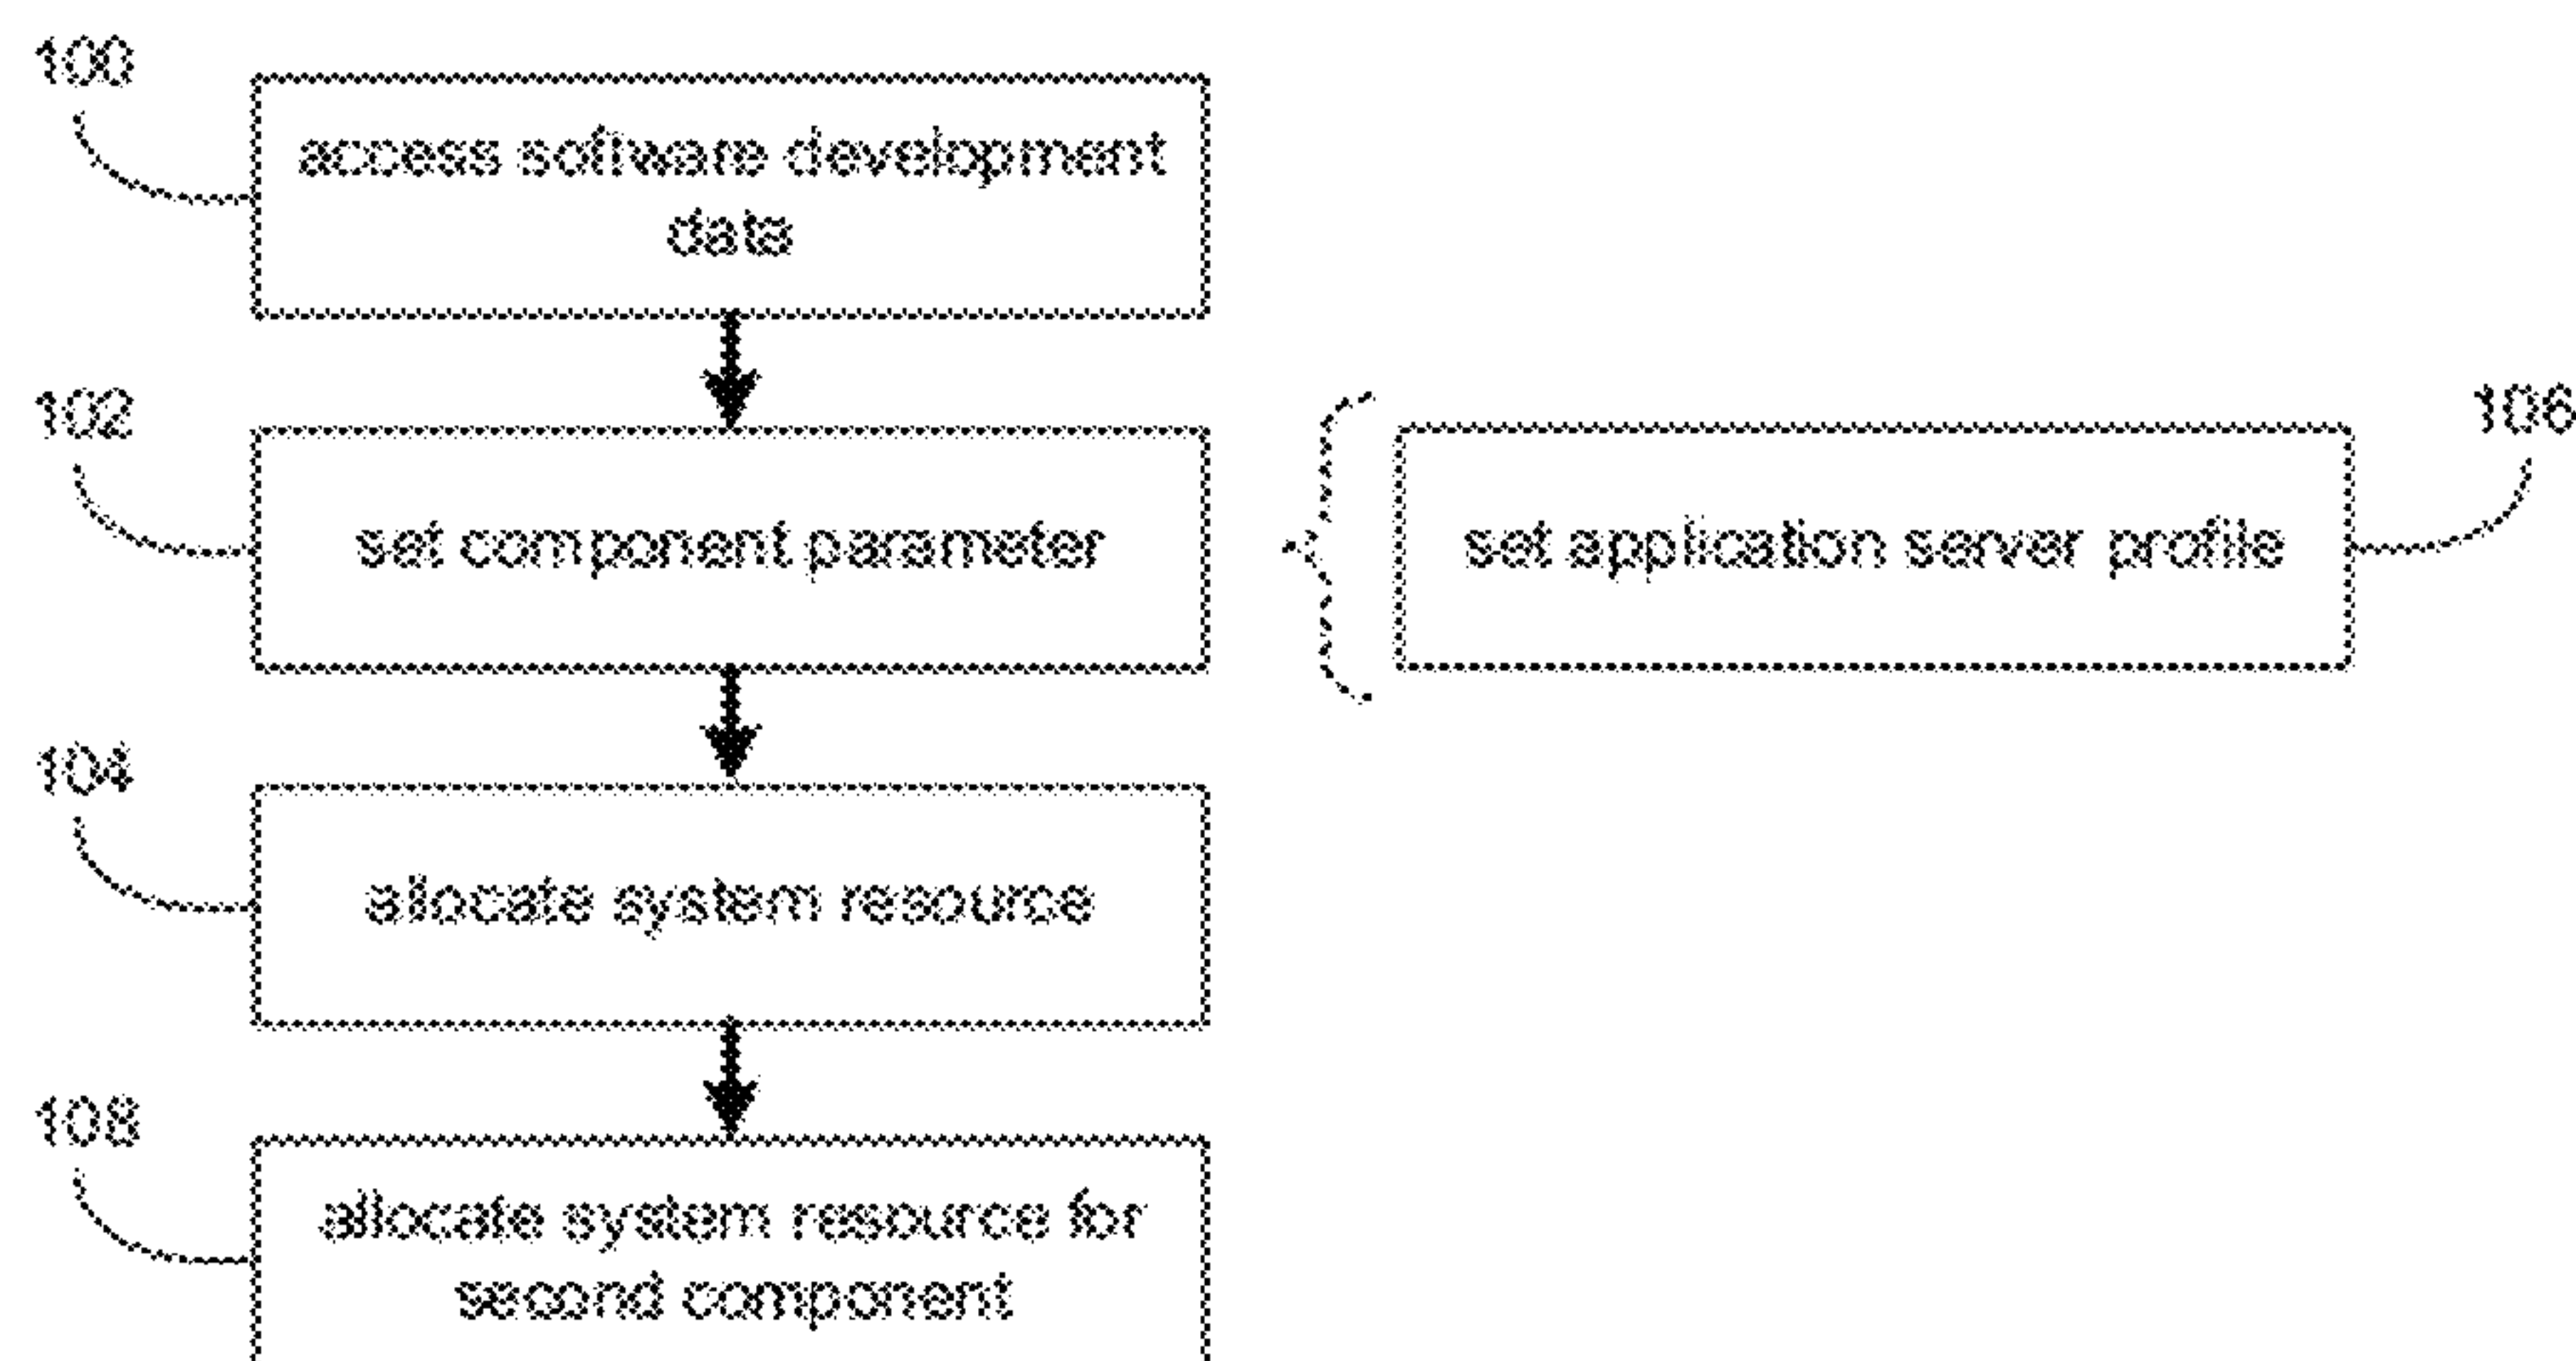 100
access software development
data
102
set component parameter
106
set application server profile
104
allocate system resource
108
allocate system resource for
second component